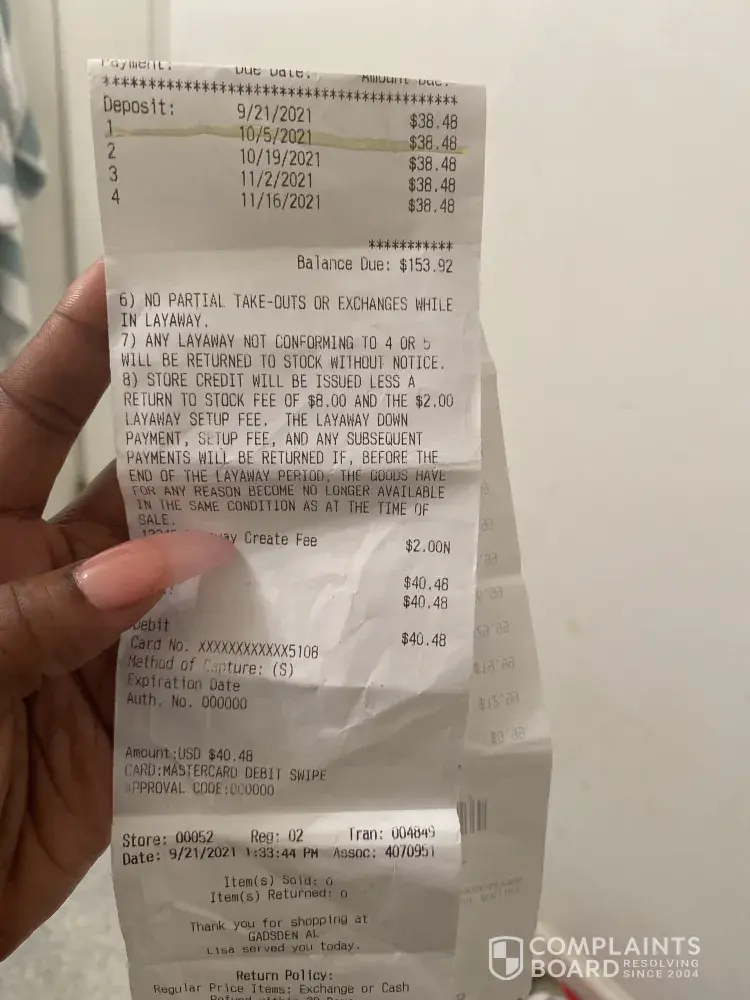 Payment: Due Date: Amount Due:
****************************************
Deposit: 9/21/2021 $38.48
1 10/5/2021 $38.48
2 10/19/2021 $38.48
3 11/2/2021 $38.48
4 11/16/2021 $38.48
***********
Balance Due: $153.92
6) NO PARTIAL TAKE-OUTS OR EXCHANGES WHILE
IN LAYAWAY.
7) ANY LAYAWAY NOT CONFORMING TO 4 OR 5
WILL BE RETURNED TO STOCK WITHOUT NOTICE.
8) STORE CREDIT WILL BE ISSUED LESS A
RETURN TO STOCK FEE OF $8.00 AND THE $2.00
LAYAWAY SETUP FEE. THE LAYAWAY DOWN
PAYMENT, SETUP FEE, AND ANY SUBSEQUENT
PAYMENTS WILL BE RETURNED IF, BEFORE THE
END OF THE LAYAWAY PERIOD, THE GOODS HAVE
FOR ANY REASON BECOME NO LONGER AVAILABLE
IN THE SAME CONDITION AS AT THE TIME OF
SALE.
Create Fee $2.00N
$40.48
$40.48
Debit $40.48
Card No. XXXXXXXXXXXX5108
Method of Capture: (S)
Expiration Date
Auth. No. 000000
Amount:USD $40.48
CARD:MASTERCARD DEBIT SWIPE
APPROVAL CODE:000000
Store: 00052 Reg: 02 Tran: 004849
Date: 9/21/2021 1:33:44 PM Assoc: 4070951
Item(s) Sold: 0
Item(s) Returned: 0
Thank you for shopping at
GADSDEN AL
Lisa served you today.
Return Policy:
Regular Price Items: Exchange or Cash
COMPLAINTS
BOARD RESOLVING SINCE 2004